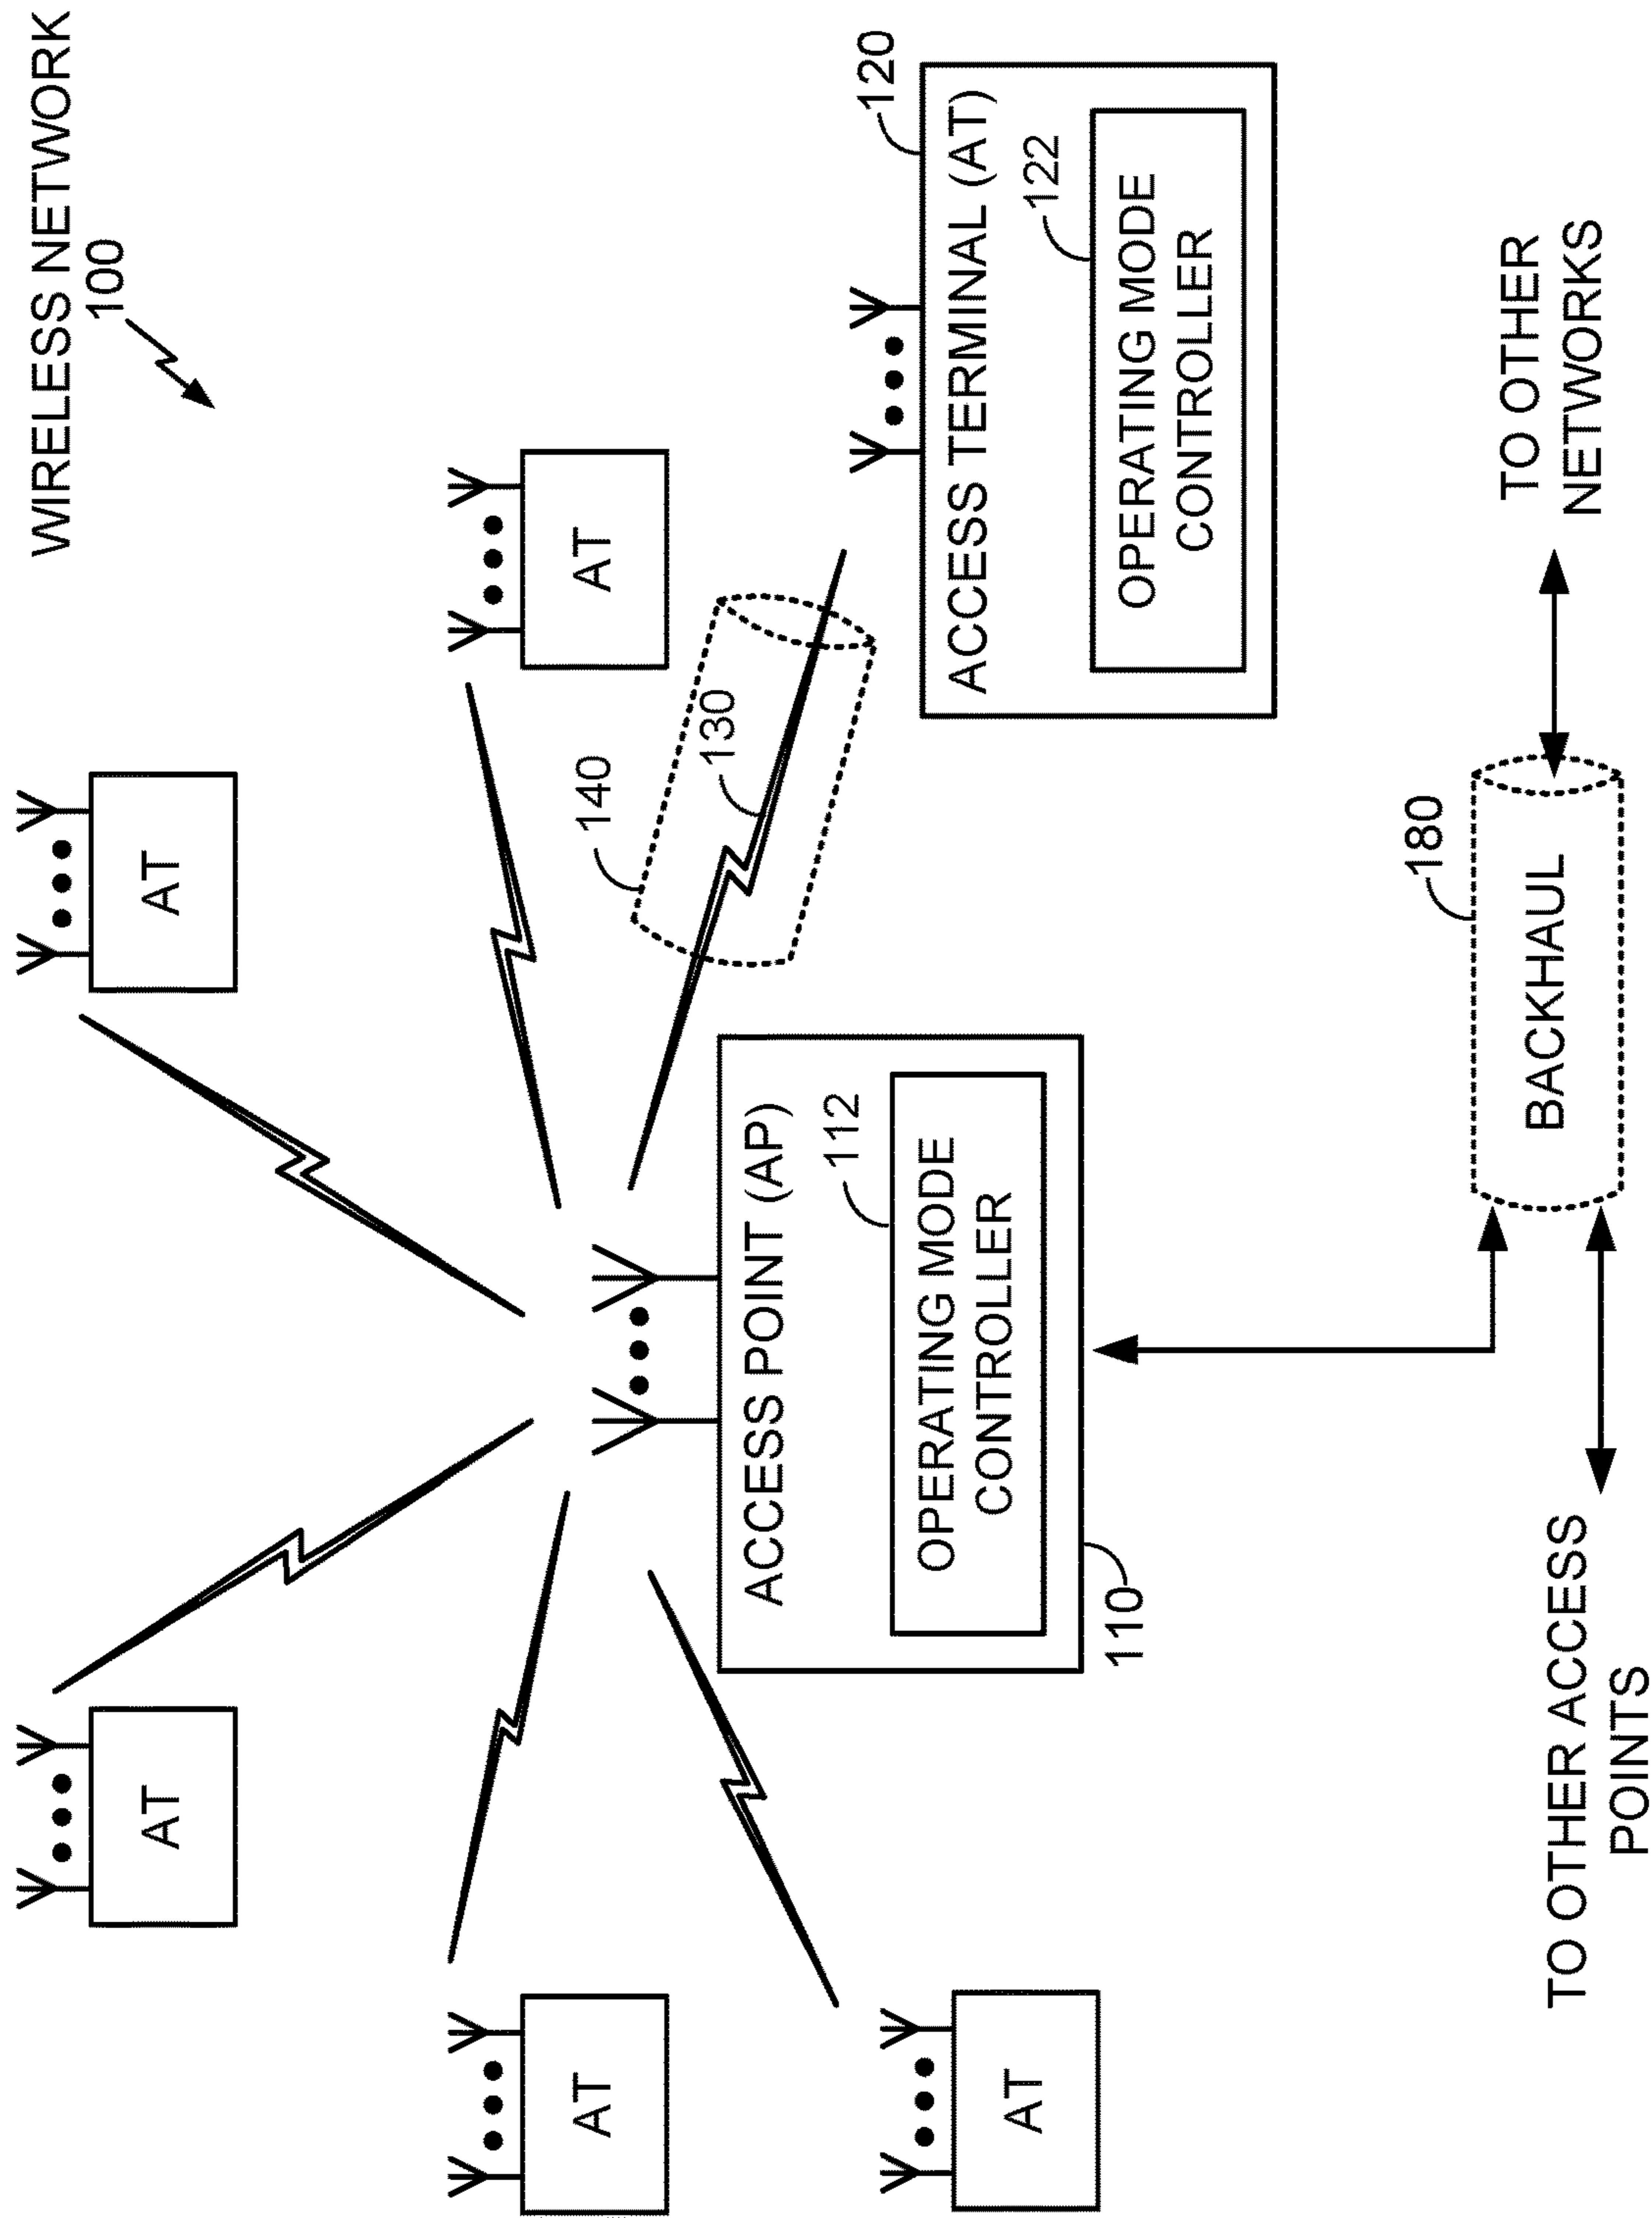 WIRELESS NETWORK
100
AT
AT
AT
AT
AT
140
130
120
ACCESS TERMINAL (AT)
122
OPERATING MODE
CONTROLLER
ACCESS POINT (AP)
112
OPERATING MODE
CONTROLLER
110
180
BACKHAUL
TO OTHER
NETWORKS
TO OTHER ACCESS
POINTS